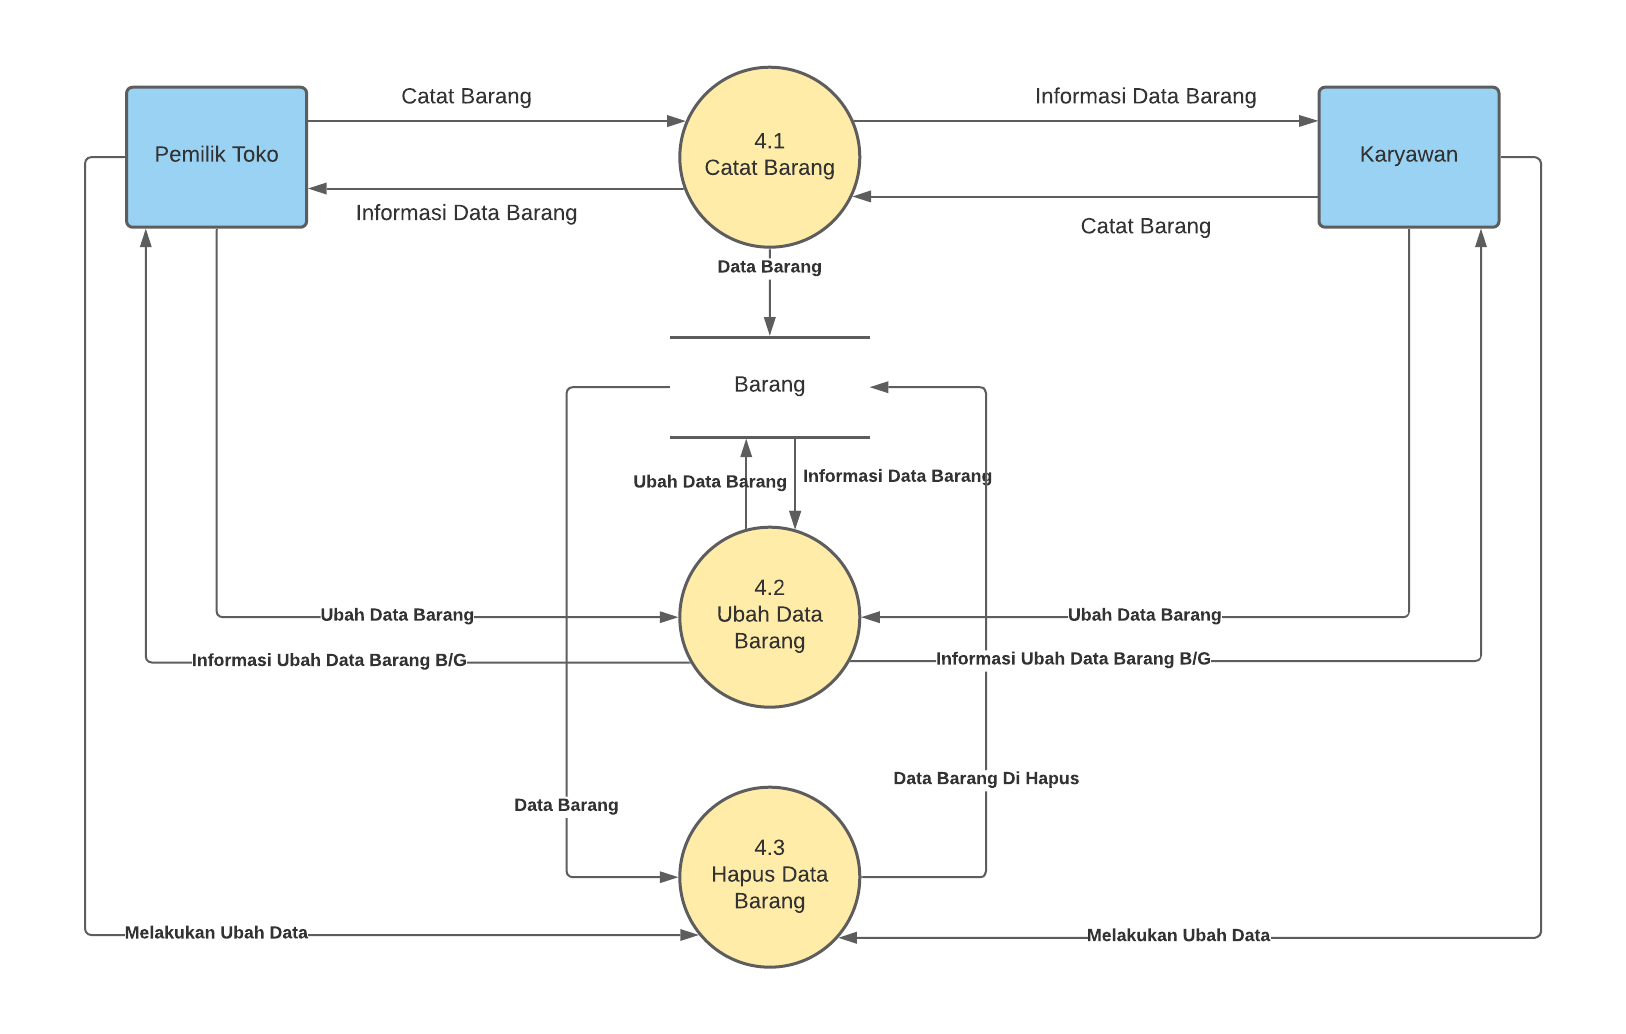 Catat Barang
Informasi Data Barang
4.1
Catat Barang
Pemilik Toko
Karyawan
Informasi Data Barang
Catat Barang
Data Barang
Barang
Ubah Data Barang
Informasi Data Barang
4.2
Ubah Data
Barang
Ubah Data Barang
Ubah Data Barang
Informasi Ubah Data Barang B/G
Informasi Ubah Data Barang B/G
Data Barang Di Hapus
Data Barang
4.3
Hapus Data
Barang
Melakukan Ubah Data
Melakukan Ubah Data